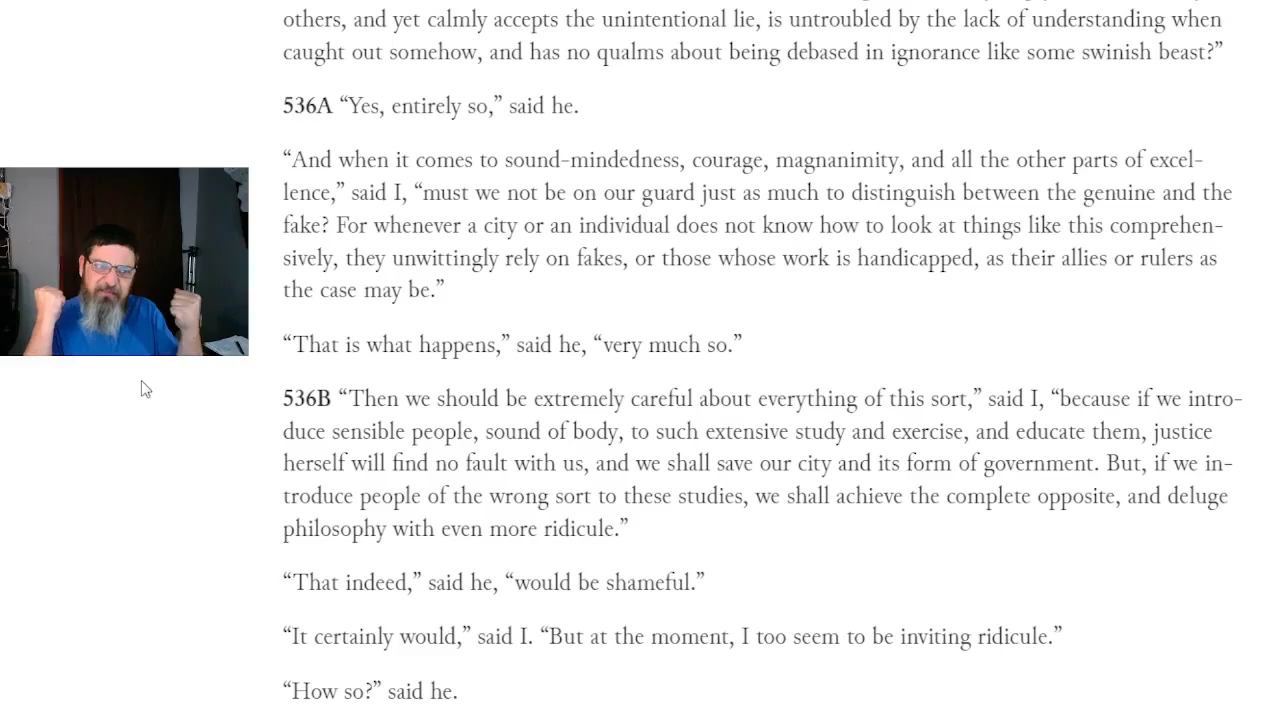 others, and yet calmly accepts the unintentional lie, is untroubled by the lack of understanding when
caught out somehow, and has no qualms about being debased in ignorance like some swinish beast?”
536A “Yes, entirely so,” said he.
“And when it comes to sound-mindedness, courage, magnanimity, and all the other parts of excel-
lence,” said I, “must we not be on our guard just as much to distinguish between the genuine and the
fake? For whenever a city or an individual does not know how to look at things like this comprehen-
sively, they unwittingly rely on fakes, or those whose work is handicapped, as their allies or rulers as
the case may be.”
“That is what happens,” said he, “very much so.”
536B “Then we should be extremely careful about everything of this sort,” said I, “because if we intro-
duce sensible people, sound of body, to such extensive study and exercise, and educate them, justice
herself will find no fault with us, and we shall save our city and its form of government. But, if we in-
troduce people of the wrong sort to these studies, we shall achieve the complete opposite, and deluge
philosophy with even more ridicule.”
“That indeed,” said he, “would be shameful.”
“It certainly would,” said I. “But at the moment, I too seem to be inviting ridicule.”
“How so?” said he.